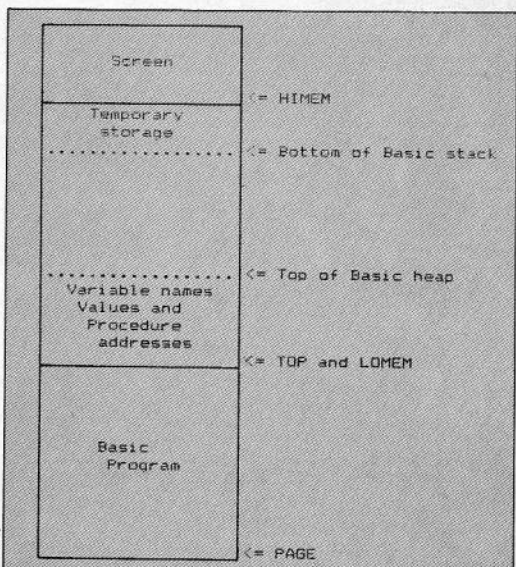 Screen
<= HIMEM
Temporary
storage
<= Bottom of Basic stack
<= Top of Basic heap
Variable names
Values and
Procedure
addresses
<= TOP and LOMEM
Basic
Program
<= PAGE